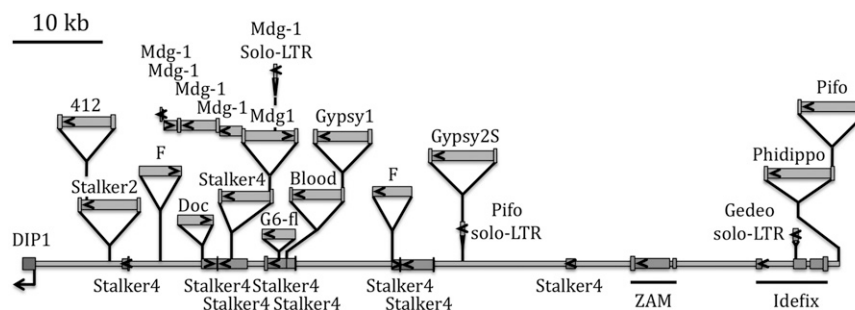 10 kb
Mdg-1
Solo-LTR
Mdg-1
Mdg-1
Mdg-1
Mdg-1
412
Mdg1
Gypsy1
Pifo
F
Gypsy2S
Phidippo
Stalker2
Stalker4
Blood
F
Doc
G6-fl
Pifo
solo-LTR
Gedeo
solo-LTR
DIP1
Stalker4
Stalker4
Stalker4
Stalker4
Stalker4
Stalker4
Stalker4
Stalker4
ZAM
Idefix